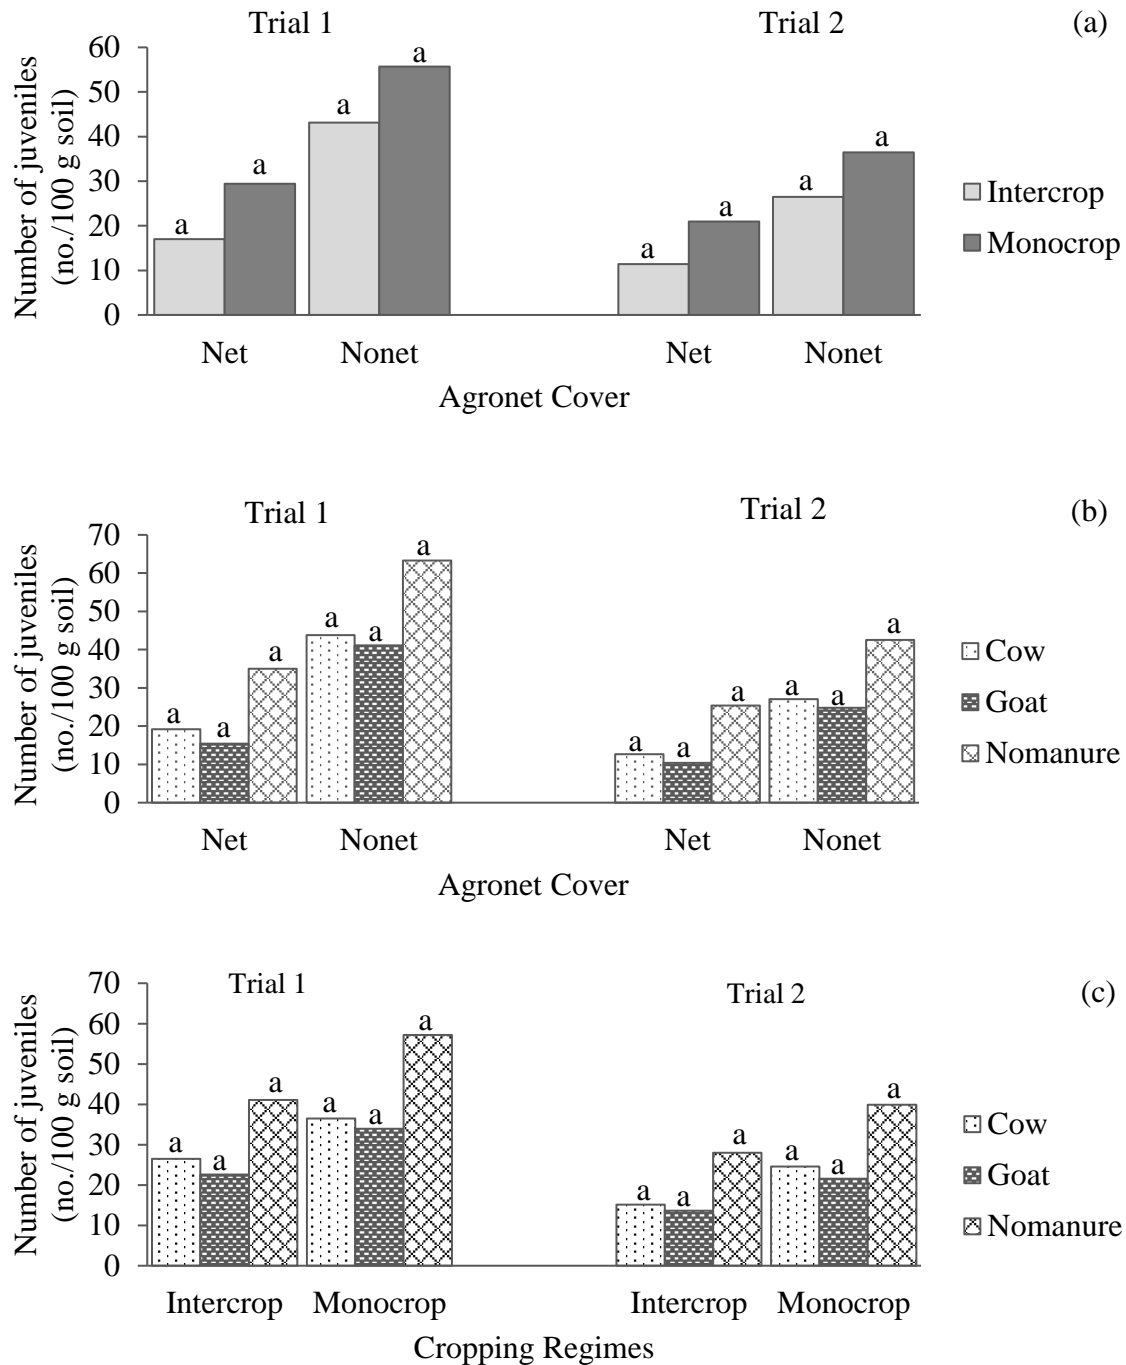 Trial 1
Trial 2
(a)
Number of juveniles
(no./100 g soil)
60
50
40
30
20
10
0
a
a
a
a
a
a
a
a
Net
Nonet
Net
Nonet
Agronet Cover
Intercrop
Monocrop
Trial 1
Trial 2
(b)
Number of juveniles
(no./100 g soil)
70
60
50
40
30
20
10
0
a
a
a
a
a
a
a
a
a
a
a
a
Net
Nonet
Net
Nonet
Agronet Cover
Cow
Goat
Nomanure
Trial 1
Trial 2
(c)
Number of juveniles
(no./100 g soil)
70
60
50
40
30
20
10
0
a
a
a
a
a
a
a
a
a
a
a
a
Intercrop
Monocrop
Intercrop
Monocrop
Cropping Regimes
Cow
Goat
Nomanure